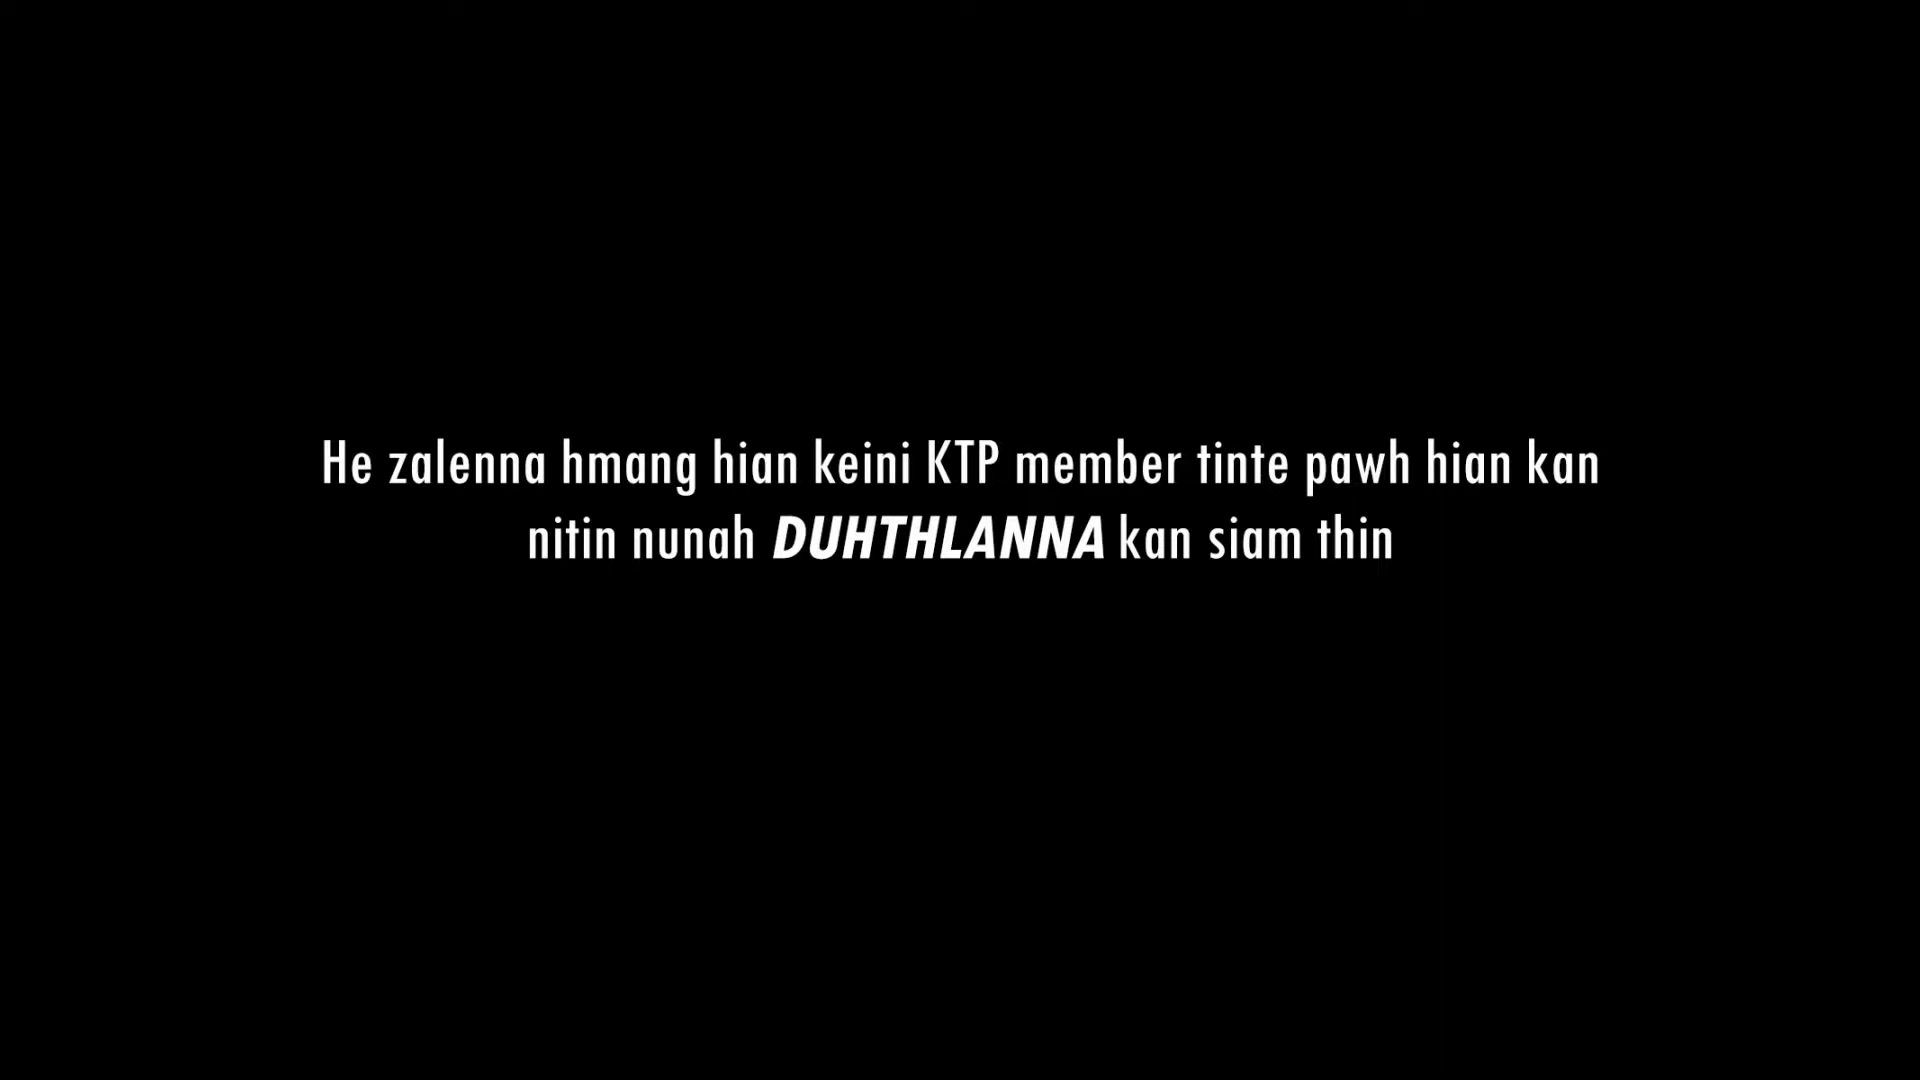 He zalenna hmang hian keini KTP member tinte pawh hian kan
nitin nunah DUHTHLANNA kan siam thin